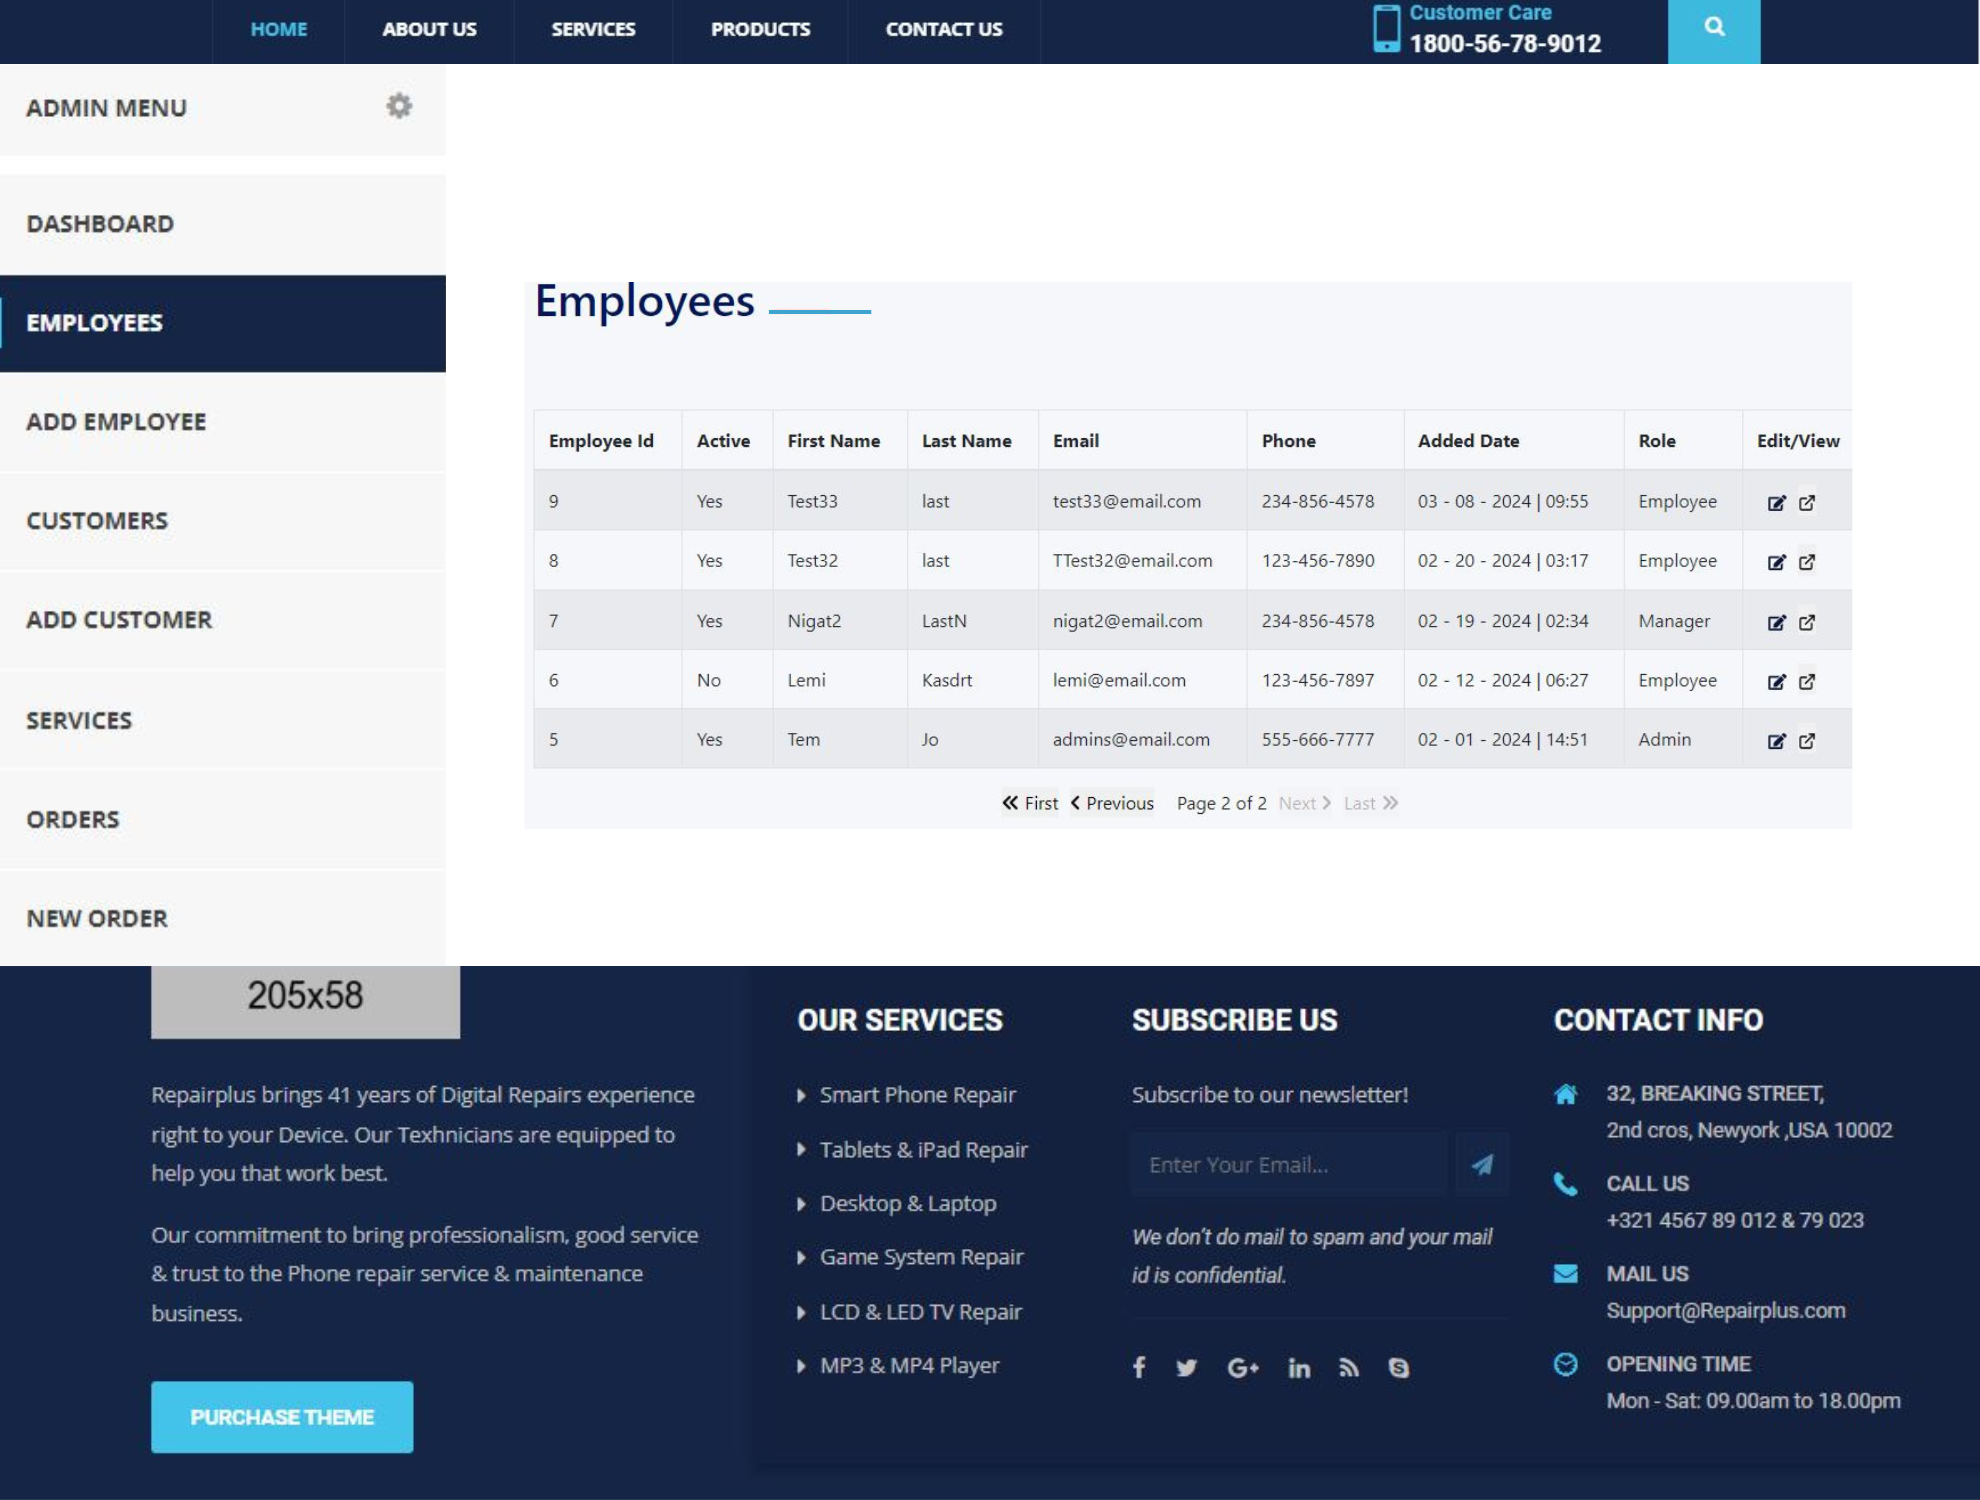 HOME ABOUT US SERVICES PRODUCTS CONTACT US
Customer Care
1800-56-78-9012
ADMIN MENU
DASHBOARD
EMPLOYEES
ADD EMPLOYEE
CUSTOMERS
ADD CUSTOMER
SERVICES
ORDERS
NEW ORDER
Employees
Employee Id Active First Name Last Name Email Phone Added Date Role Edit/View
9 Yes Test33 last test33@email.com 234-856-4578 03 - 08 - 2024 | 09:55 Employee
8 Yes Test32 last TTest32@email.com 123-456-7890 02 - 20 - 2024 | 03:17 Employee
7 Yes Nigat2 LastN nigat2@email.com 234-856-4578 02 - 19 - 2024 | 02:34 Manager
6 No Lemi Kasdrt lemi@email.com 123-456-7897 02 - 12 - 2024 | 06:27 Employee
5 Yes Tem Jo admins@email.com 555-666-7777 02 - 01 - 2024 | 14:51 Admin
First Previous Page 2 of 2 Next Last
205x58
Repairplus brings 41 years of Digital Repairs experience
right to your Device. Our Texhnicians are equipped to
help you that work best.
Our commitment to bring professionalism, good service
& trust to the Phone repair service & maintenance
business.
PURCHASE THEME
OUR SERVICES
Smart Phone Repair
Tablets & iPad Repair
Desktop & Laptop
Game System Repair
LCD & LED TV Repair
MP3 & MP4 Player
SUBSCRIBE US
Subscribe to our newsletter!
Enter Your Email...
We don't do mail to spam and your mail
id is confidential.
CONTACT INFO
32, BREAKING STREET,
2nd cros, Newyork ,USA 10002
CALL US
+321 4567 89 012 & 79 023
MAIL US
Support@Repairplus.com
OPENING TIME
Mon - Sat: 09.00am to 18.00pm